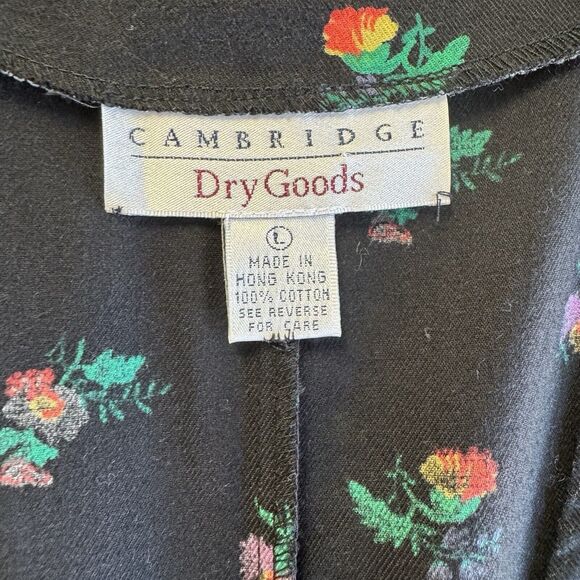 CAMBRIDGE
Dry Goods
L
MADE IN
HONG KONG
100% COTTON
SEE REVERSE
FOR CARE